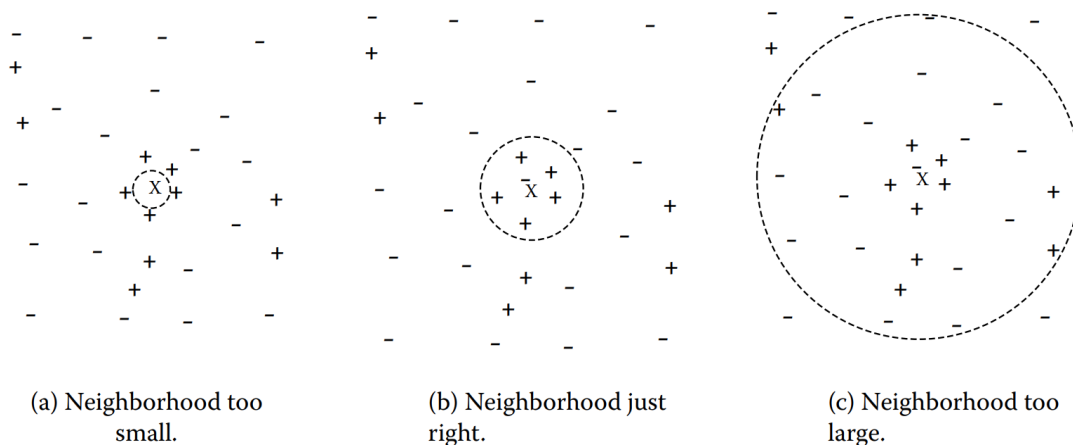 X
X
X
(a) Neighborhood too
small.
(b) Neighborhood just
right.
(c) Neighborhood too
large.